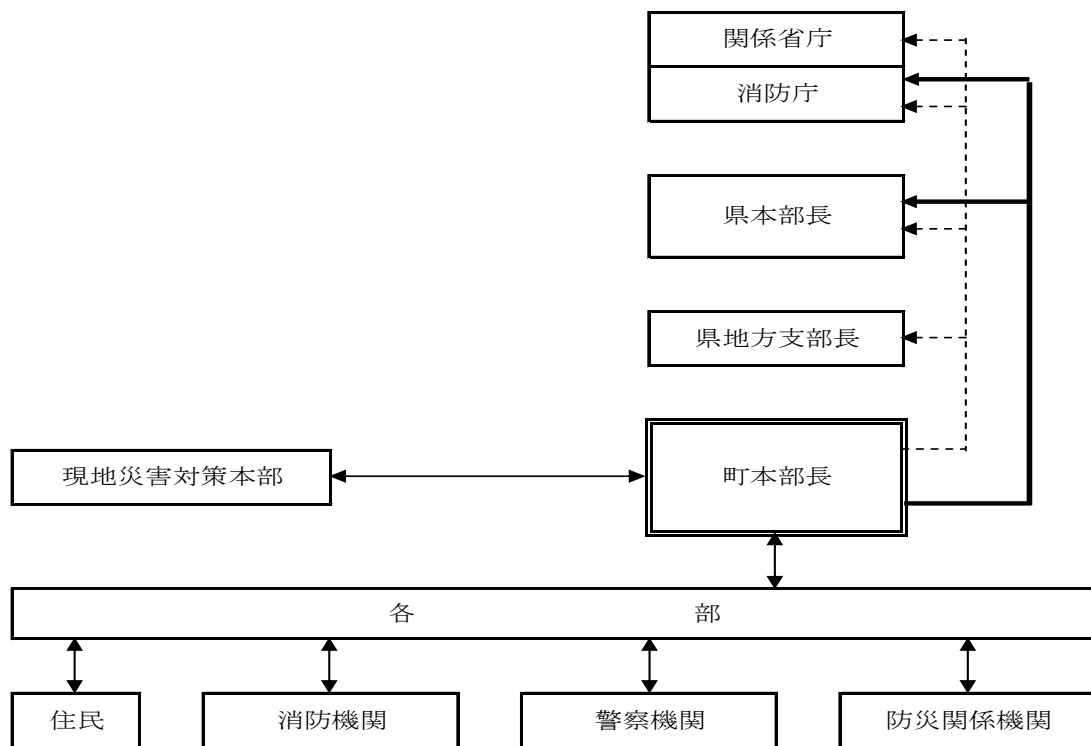 関係省庁
消防庁
県本部長
県地方支部長
現地災害対策本部
町本部長
各 部
住民
消防機関
警察機関
防災関係機関